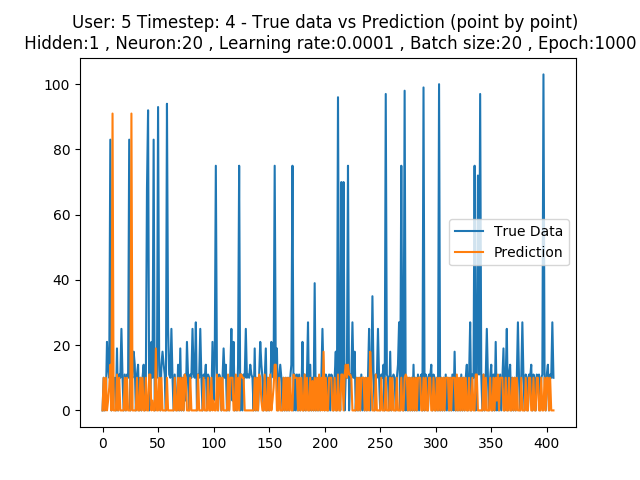 User: 5 Timestep: 4 - True data vs Prediction (point by point)
Hidden:1 , Neuron:20 , Learning rate:0.0001 , Batch size:20 , Epoch:1000
100
80
60
40
20
0
True Data
Prediction
0 50 100 150 200 250 300 350 400